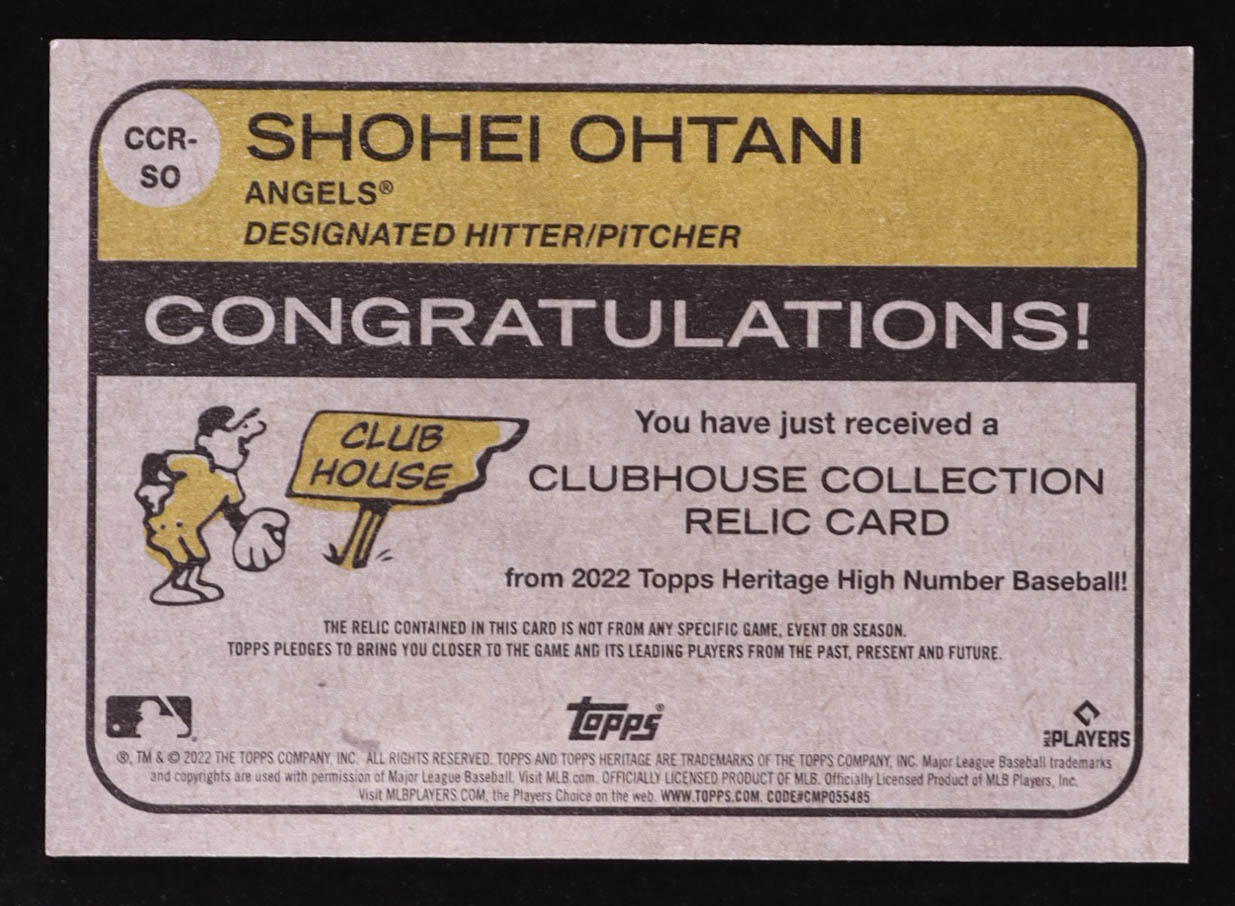 CCR-
SO
SHOHEI OHTANI
ANGELS®
DESIGNATED HITTER/PITCHER
CONGRATULATIONS!
CLUB
HOUSE
You have just received a
CLUBHOUSE COLLECTION
RELIC CARD
from 2022 Topps Heritage High Number Baseball!
THE RELIC CONTAINED IN THIS CARD IS NOT FROM ANY SPECIFIC GAME, EVENT OR SEASON.
TOPPS PLEDGES TO BRING YOU CLOSER TO THE GAME AND ITS LEADING PLAYERS FROM THE PAST, PRESENT AND FUTURE.
Topps®
MLB PLAYERS
®, TM & © 2022 THE TOPPS COMPANY, INC. ALL RIGHTS RESERVED. TOPPS AND TOPPS HERITAGE ARE TRADEMARKS OF THE TOPPS COMPANY, INC. Major League Baseball trademarks
and copyrights are used with permission of Major League Baseball. Visit MLB.com. OFFICIALLY LICENSED PRODUCT OF MLB. Officially Licensed Product of MLB Players, Inc.
Visit MLBPLAYERS.COM, the Players Choice on the web. WWW.TOPPS.COM. CODE#CMP055485